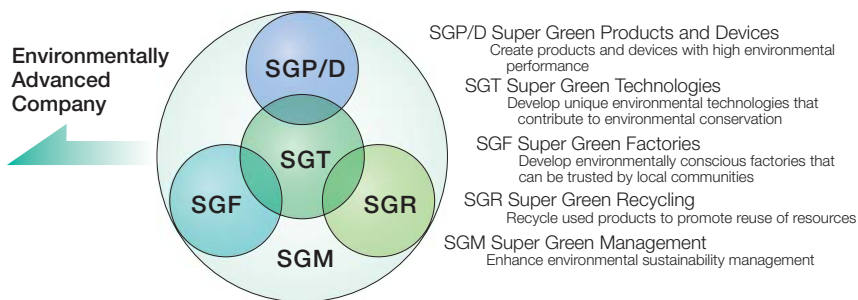 Environmentally
Advanced
Company
SGP/D
SGT
SGF
SGR
SGM
SGP/D Super Green Products and Devices
Create products and devices with high environmental
performance
SGT Super Green Technologies
Develop unique environmental technologies that
contribute to environmental conservation
SGF Super Green Factories
Develop environmentally conscious factories that
can be trusted by local communities
SGR Super Green Recycling
Recycle used products to promote reuse of resources
SGM Super Green Management
Enhance environmental sustainability management